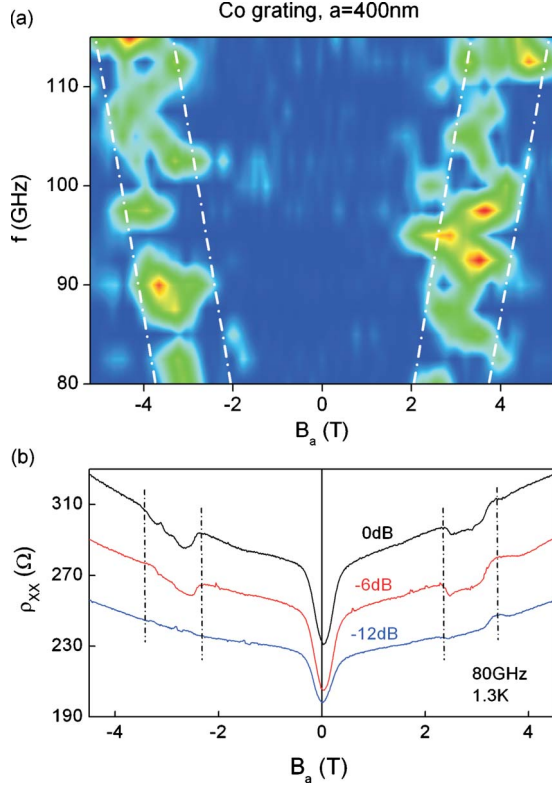 (a)
Co grating, a=400nm
f (GHz)
110
100
90
80
-4
-2
0
2
4
B_a (T)
(b)
ρ_XX (Ω)
310
270
230
190
0dB
-6dB
-12dB
80GHz
1.3K
-4
-2
0
2
4
B_a (T)